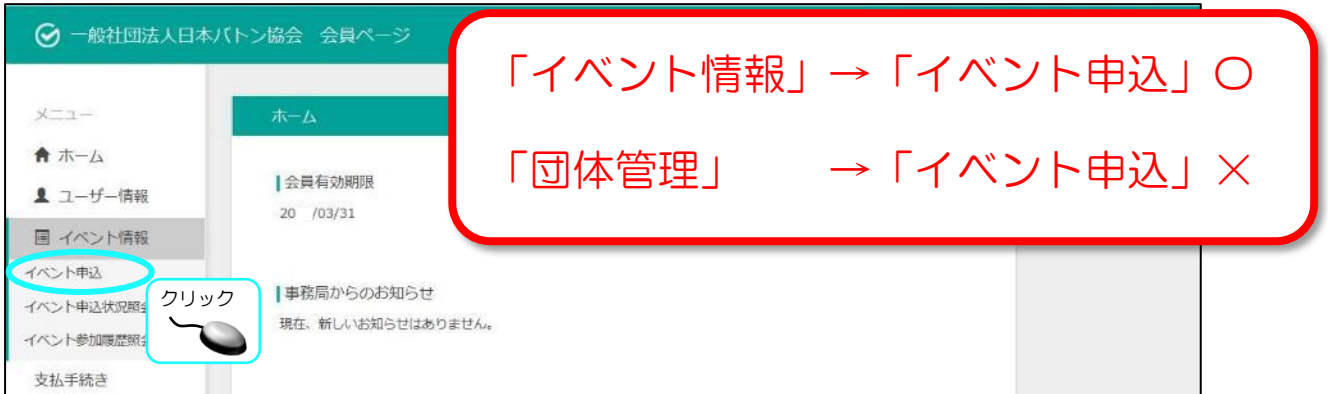 一般社団法人日本バトン協会 会員ページ
「イベント情報」→「イベント申込」〇
「団体管理」 →「イベント申込」×
メニュー
ホーム
ホーム
ユーザー情報
会員有効期限
20 /03/31
イベント情報
イベント申込
クリック
イベント申込状況照会
イベント参加履歴照会
事務局からのお知らせ
現在、新しいお知らせはありません。
支払手続き